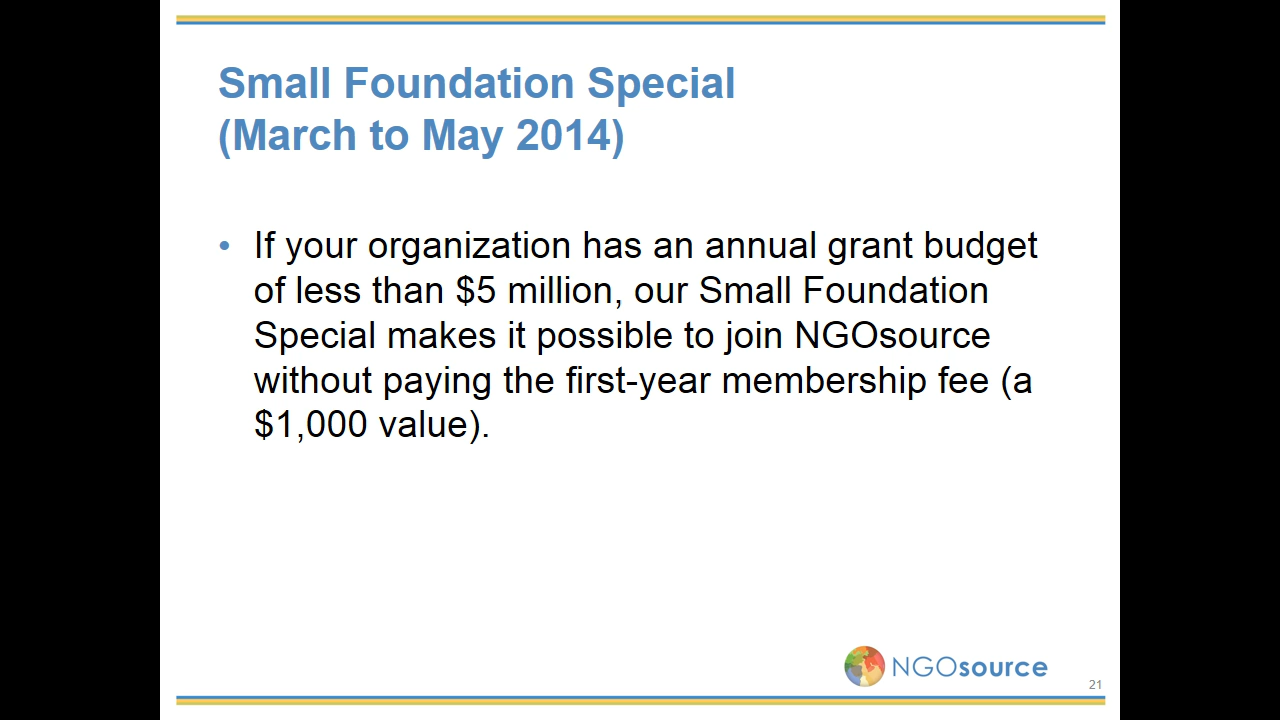 Small Foundation Special
(March to May 2014)
• If your organization has an annual grant budget
of less than $5 million, our Small Foundation
Special makes it possible to join NGOsource
without paying the first-year membership fee (a
$1,000 value).
NGOsource
21